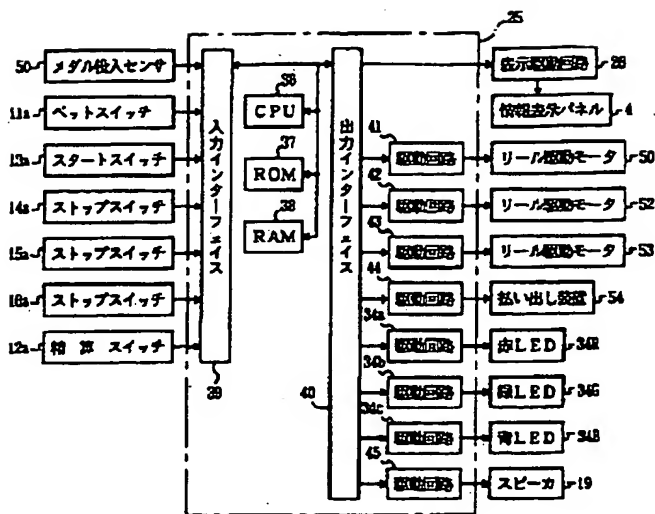 25
50 メダル投入センサ
11a ベットスイッチ
13a スタートスイッチ
14a ストップスイッチ
15a ストップスイッチ
16a ストップスイッチ
12a 精算 スイッチ
入力インターフェイス
39
36
CPU
37
ROM
38
RAM
出力インターフェイス
40
表示駆動回路 26
情報表示パネル 4
41
駆動回路 リール駆動モータ 50
42
駆動回路 リール駆動モータ 52
43
駆動回路 リール駆動モータ 53
44
駆動回路 払い出し装置 54
34a
駆動回路 赤LED 34R
34b
駆動回路 緑LED 34G
34c
駆動回路 青LED 34B
45
駆動回路 スピーカ 19